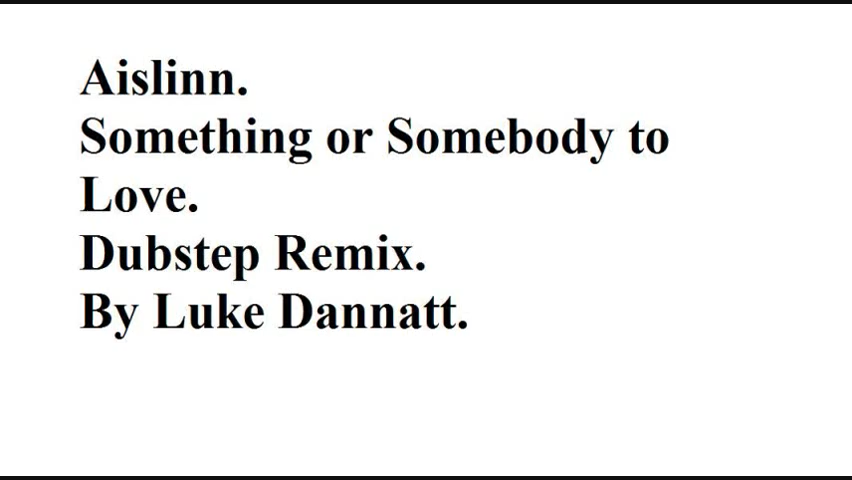 Aislinn.
Something or Somebody to
Love.
Dubstep Remix.
By Luke Dannatt.